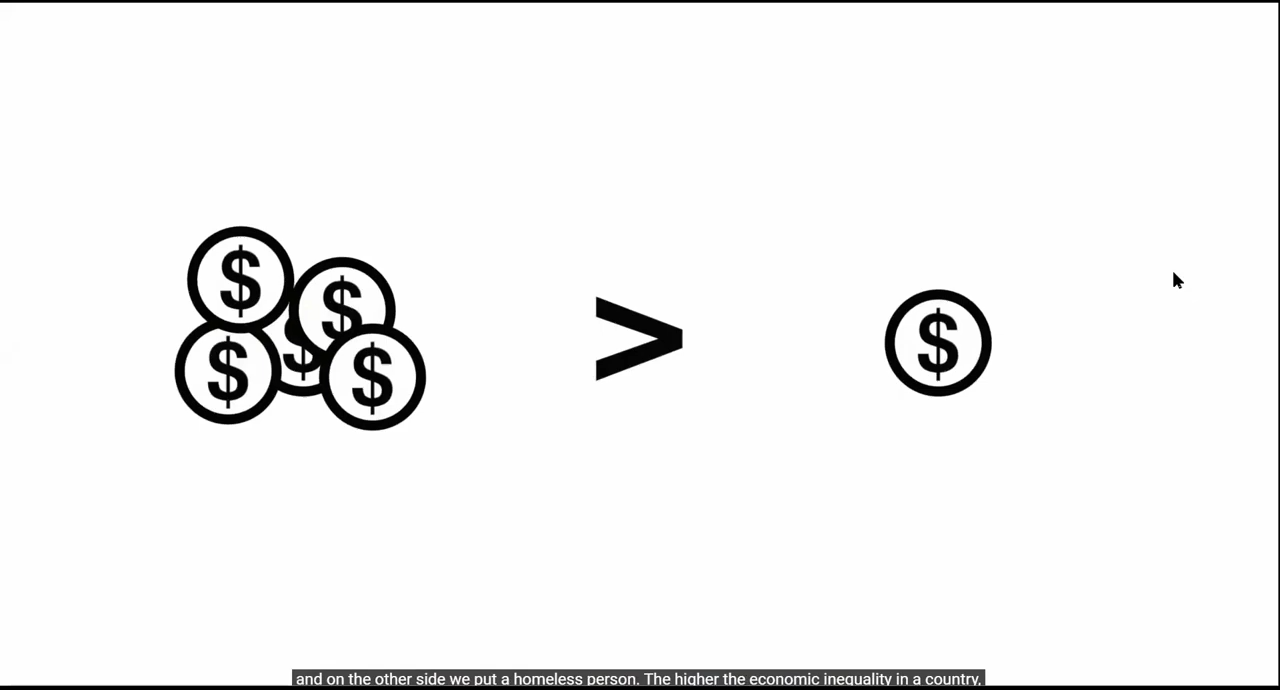 $ $ $ $ $ > $
and on the other side we put a homeless person. The higher the economic inequality in a country,